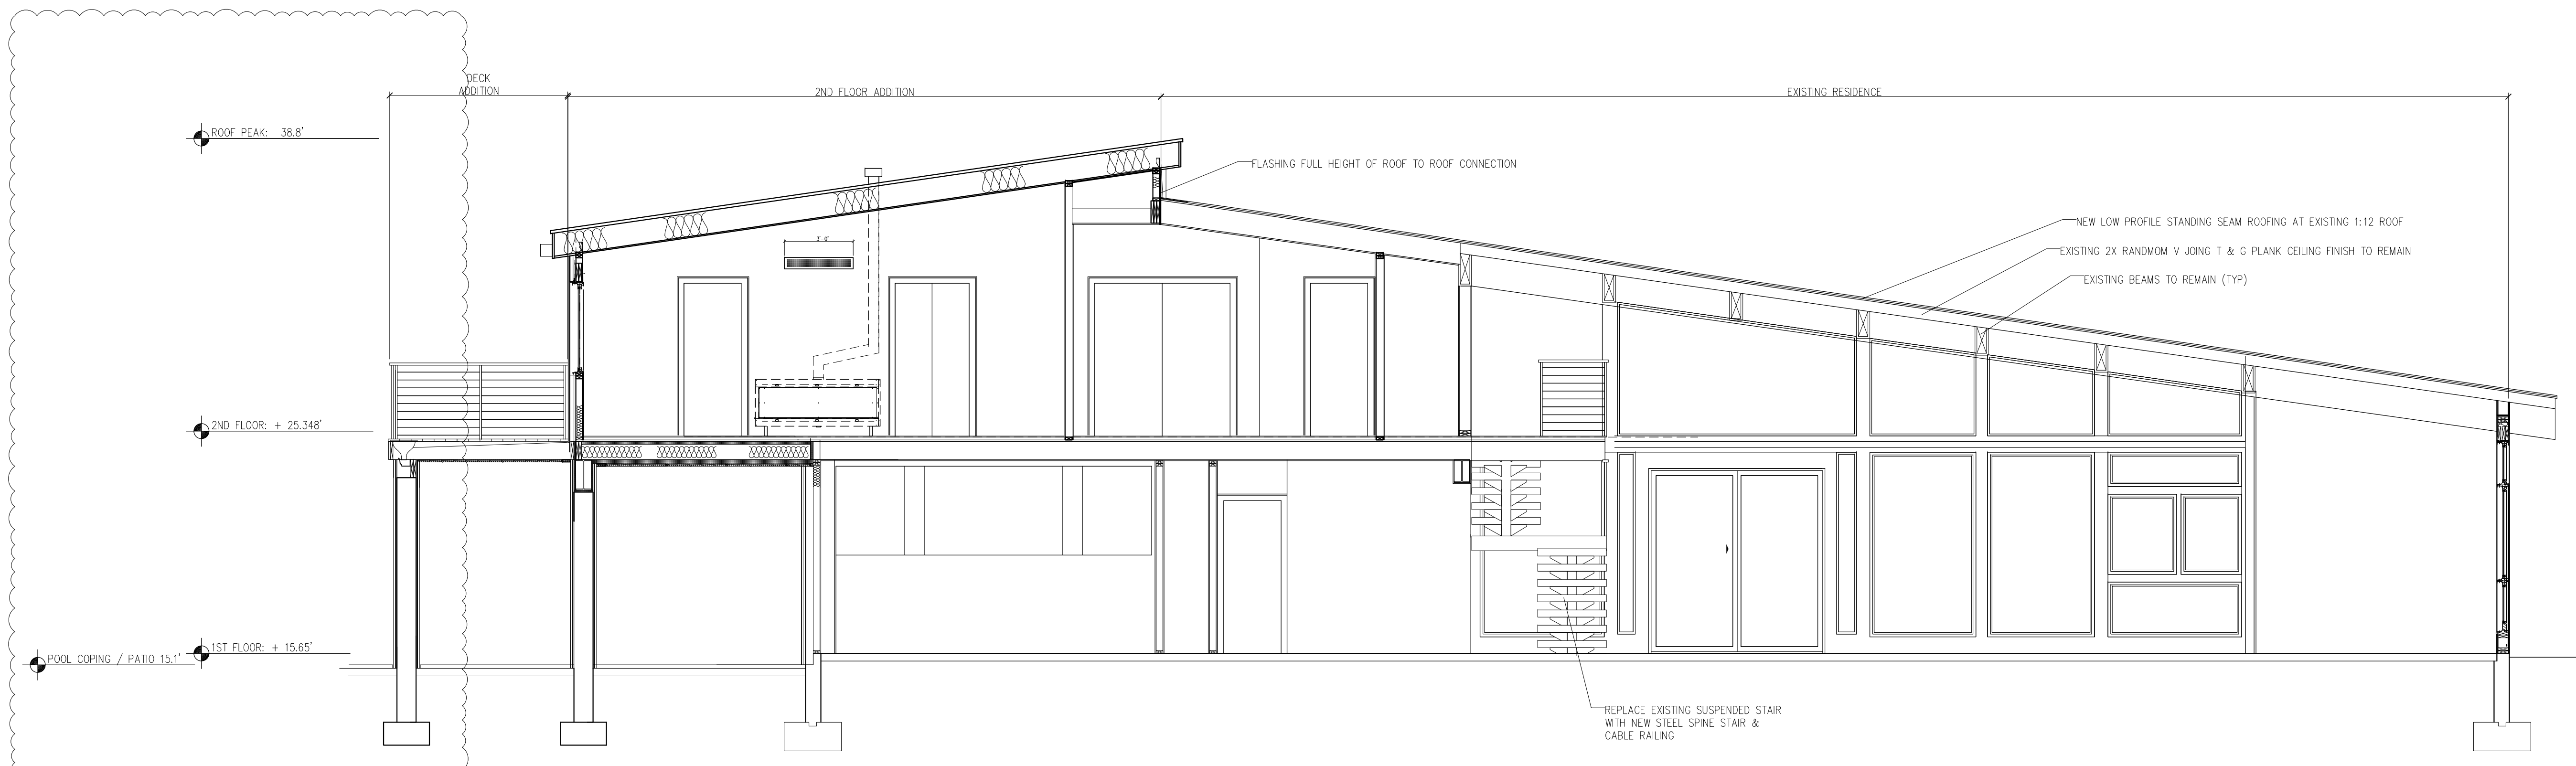 DECK
ADDITION
2ND FLOOR ADDITION
EXISTING RESIDENCE
ROOF PEAK: 38.8'
FLASHING FULL HEIGHT OF ROOF TO ROOF CONNECTION
NEW LOW PROFILE STANDING SEAM ROOFING AT EXISTING 1:12 ROOF
3'-0"
EXISTING 2X RANDMOM V JOING T & G PLANK CEILING FINISH TO REMAIN
EXISTING BEAMS TO REMAIN (TYP)
2ND FLOOR: + 25.348'
1ST FLOOR: + 15.65'
POOL COPING / PATIO 15.1'
REPLACE EXISTING SUSPENDED STAIR
WITH NEW STEEL SPINE STAIR &
CABLE RAILING